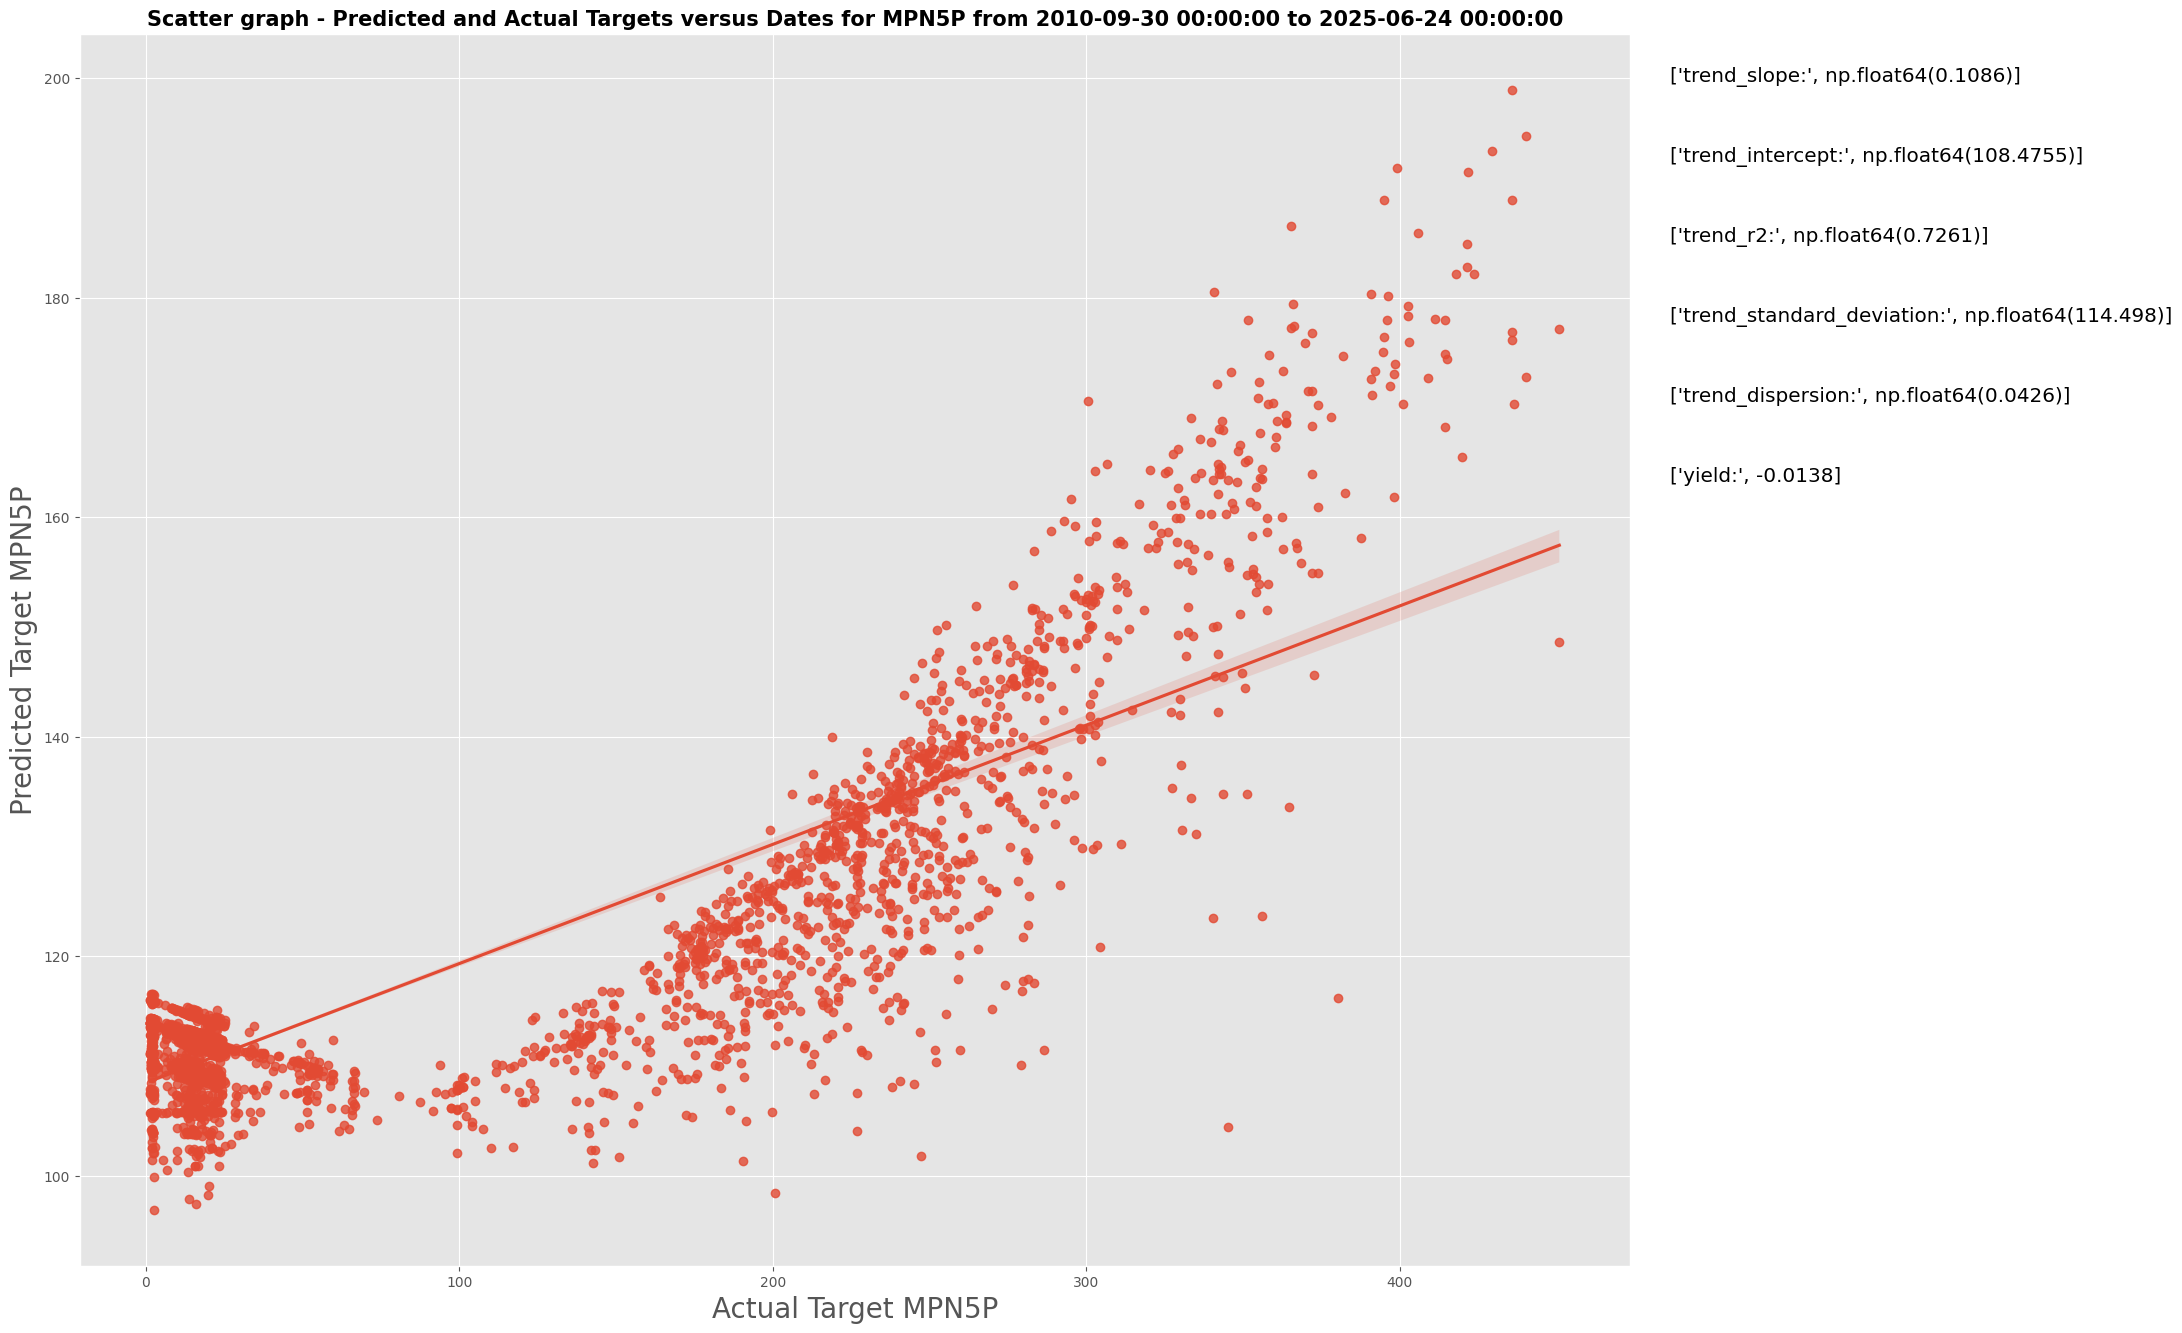 Scatter graph - Predicted and Actual Targets versus Dates for MPN5P from 2010-09-30 00:00:00 to 2025-06-24 00:00:00
['trend_slope:', np.float64(0.1086)]
['trend_intercept:', np.float64(108.4755)]
['trend_r2:', np.float64(0.7261)]
['trend_standard_deviation:', np.float64(114.498)]
['trend_dispersion:', np.float64(0.0426)]
['yield:', -0.0138]
Predicted Target MPN5P
200
180
160
140
120
100
0
100
200
300
400
Actual Target MPN5P